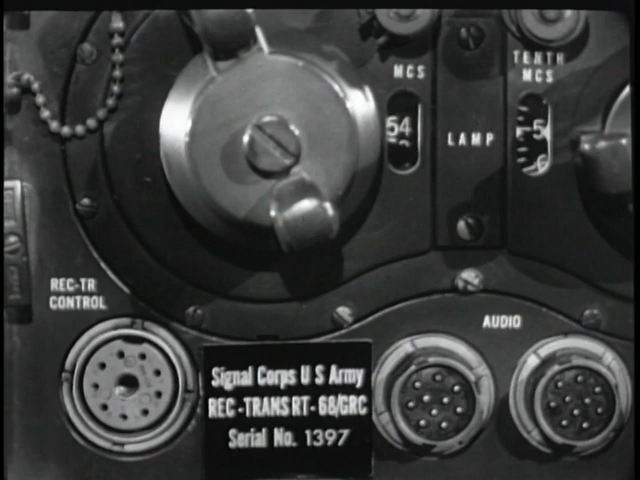 MCS
TENTH
MCS
54
5
6
LAMP
REC-TR
CONTROL
AUDIO
Signal Corps U S Army
REC-TRANS RT-68/GRC
Serial No. 1397